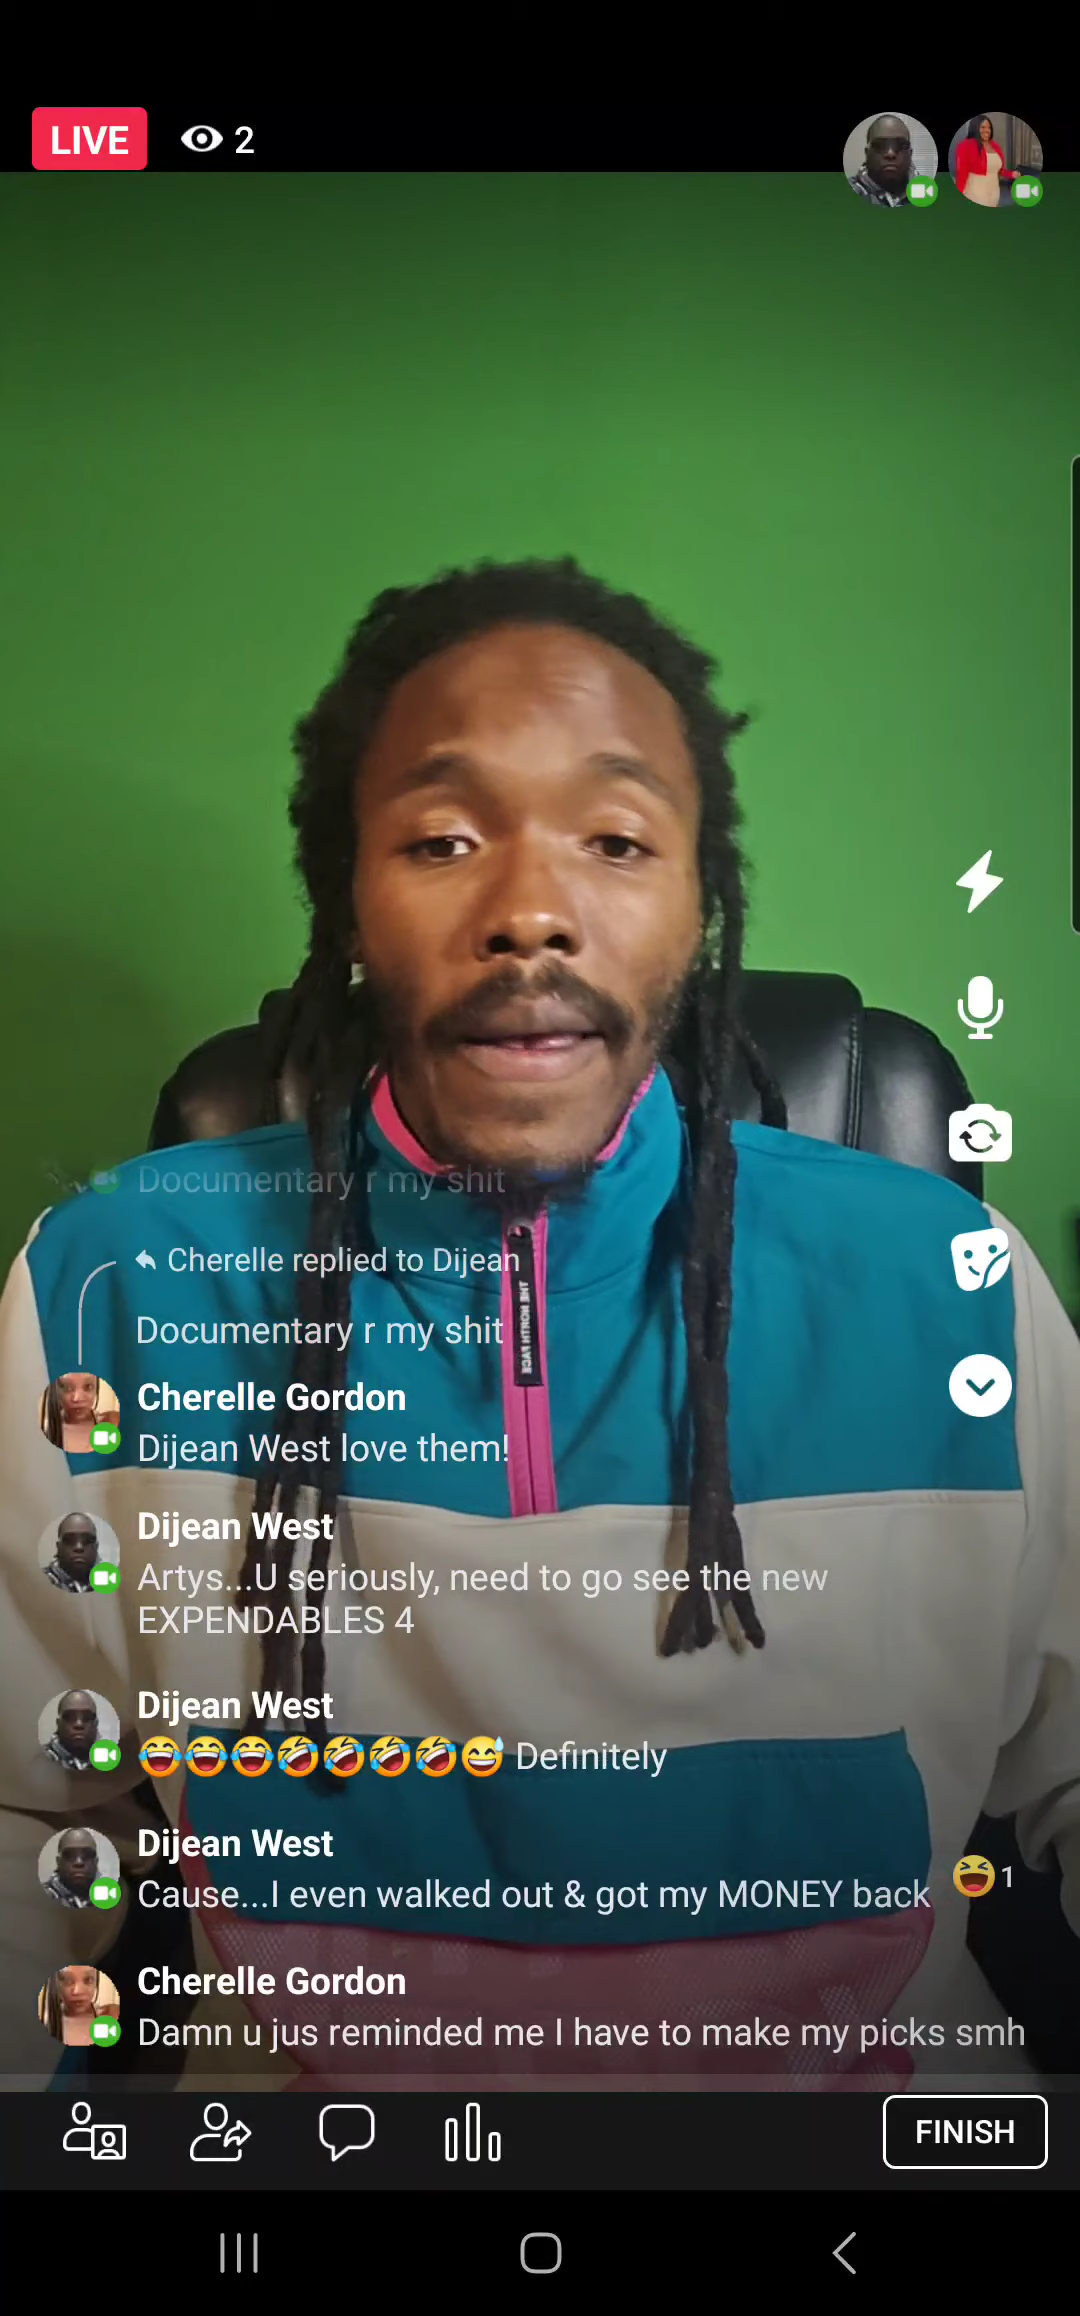 LIVE 2
Documentary r my shit
Cherelle replied to Dijean
Documentary r my shit
THE NORTH FACE
Cherelle Gordon
Dijean West love them!
Dijean West
Artys...U seriously, need to go see the new
EXPENDABLES 4
Dijean West
😂😂😂🤣🤣🤣🤣😅 Definitely
Dijean West
Cause...I even walked out & got my MONEY back
😆 1
Cherelle Gordon
Damn u jus reminded me I have to make my picks smh
FINISH